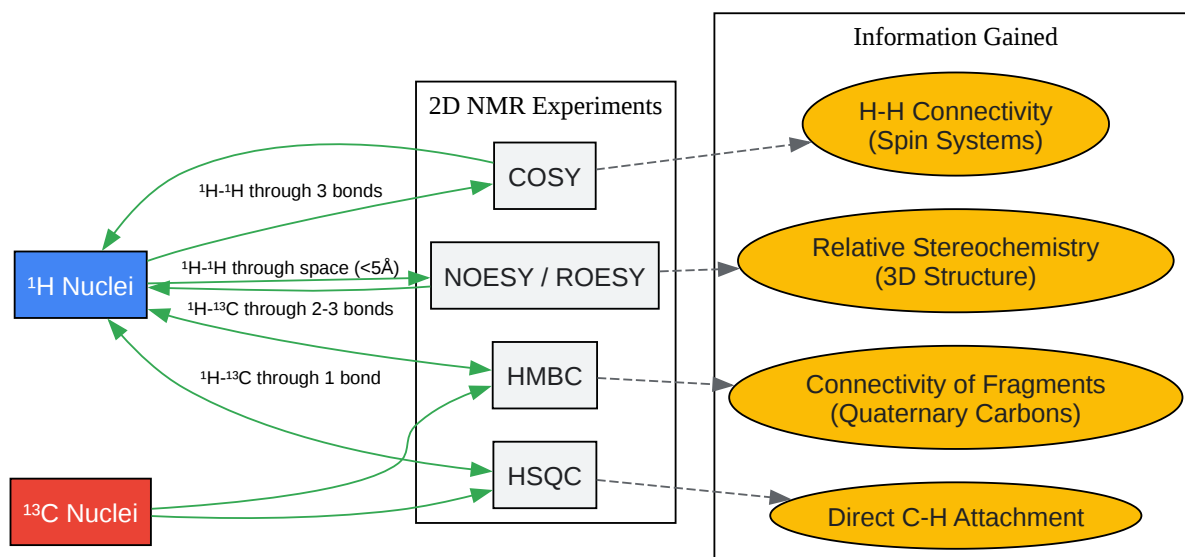 Information Gained
H-H Connectivity
(Spin Systems)
2D NMR Experiments
COSY
¹H-¹H through 3 bonds
Relative Stereochemistry
(3D Structure)
¹H Nuclei
¹H-¹H through space (<5Å)
NOESY / ROESY
¹H-¹³C through 2-3 bonds
HMBC
¹H-¹³C through 1 bond
Connectivity of Fragments
(Quaternary Carbons)
HSQC
¹³C Nuclei
Direct C-H Attachment